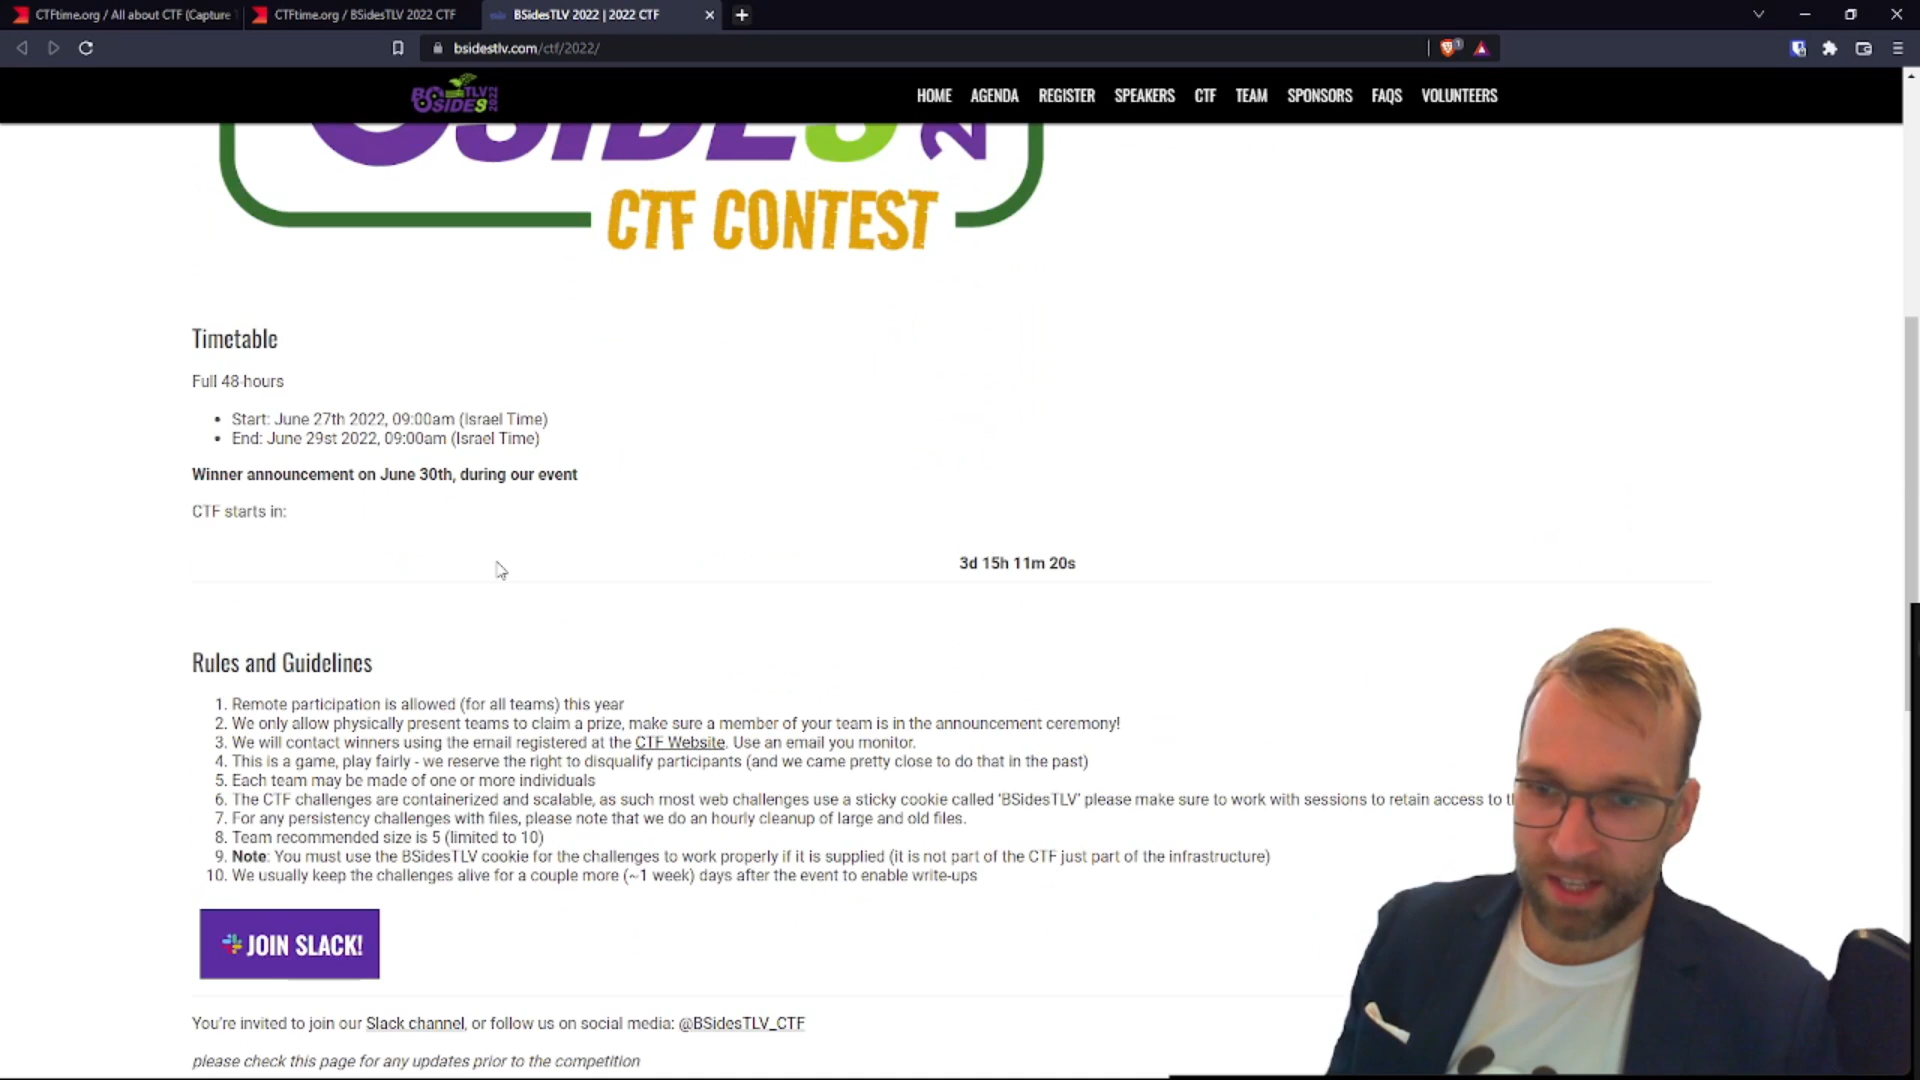 CTFtime.org / All about CTF (Capture
CTFtime.org / BSidesTLV 2022 CTF
BSidesTLV 2022 | 2022 CTF
bsidestlv.com/ctf/2022/
1
BSIDES TLV 2022
HOME AGENDA REGISTER SPEAKERS CTF TEAM SPONSORS FAQS VOLUNTEERS
CTF CONTEST
Timetable
Full 48-hours
• Start: June 27th 2022, 09:00am (Israel Time)
• End: June 29st 2022, 09:00am (Israel Time)
Winner announcement on June 30th, during our event
CTF starts in:
3d 15h 11m 20s
Rules and Guidelines
1. Remote participation is allowed (for all teams) this year
2. We only allow physically present teams to claim a prize, make sure a member of your team is in the announcement ceremony!
3. We will contact winners using the email registered at the CTF Website. Use an email you monitor.
4. This is a game, play fairly - we reserve the right to disqualify participants (and we came pretty close to do that in the past)
5. Each team may be made of one or more individuals
6. The CTF challenges are containerized and scalable, as such most web challenges use a sticky cookie called 'BSidesTLV' please make sure to work with sessions to retain access to
7. For any persistency challenges with files, please note that we do an hourly cleanup of large and old files.
8. Team recommended size is 5 (limited to 10)
9. Note: You must use the BSidesTLV cookie for the challenges to work properly if it is supplied (it is not part of the CTF just part of the infrastructure)
10. We usually keep the challenges alive for a couple more (~1 week) days after the event to enable write-ups
JOIN SLACK!
You're invited to join our Slack channel, or follow us on social media: @BSidesTLV_CTF
please check this page for any updates prior to the competition